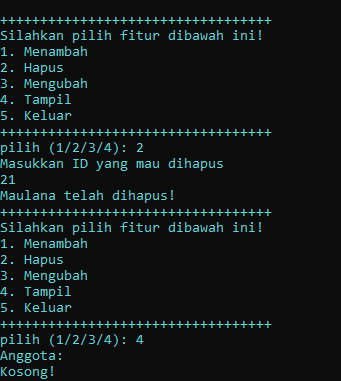 ++++++++++++++++++++++++++++++++++
Silahkan pilih fitur dibawah ini!
1. Menambah
2. Hapus
3. Mengubah
4. Tampil
5. Keluar
++++++++++++++++++++++++++++++++++
pilih (1/2/3/4): 2
Masukkan ID yang mau dihapus
21
Maulana telah dihapus!
++++++++++++++++++++++++++++++++++
Silahkan pilih fitur dibawah ini!
1. Menambah
2. Hapus
3. Mengubah
4. Tampil
5. Keluar
++++++++++++++++++++++++++++++++++
pilih (1/2/3/4): 4
Anggota:
Kosong!